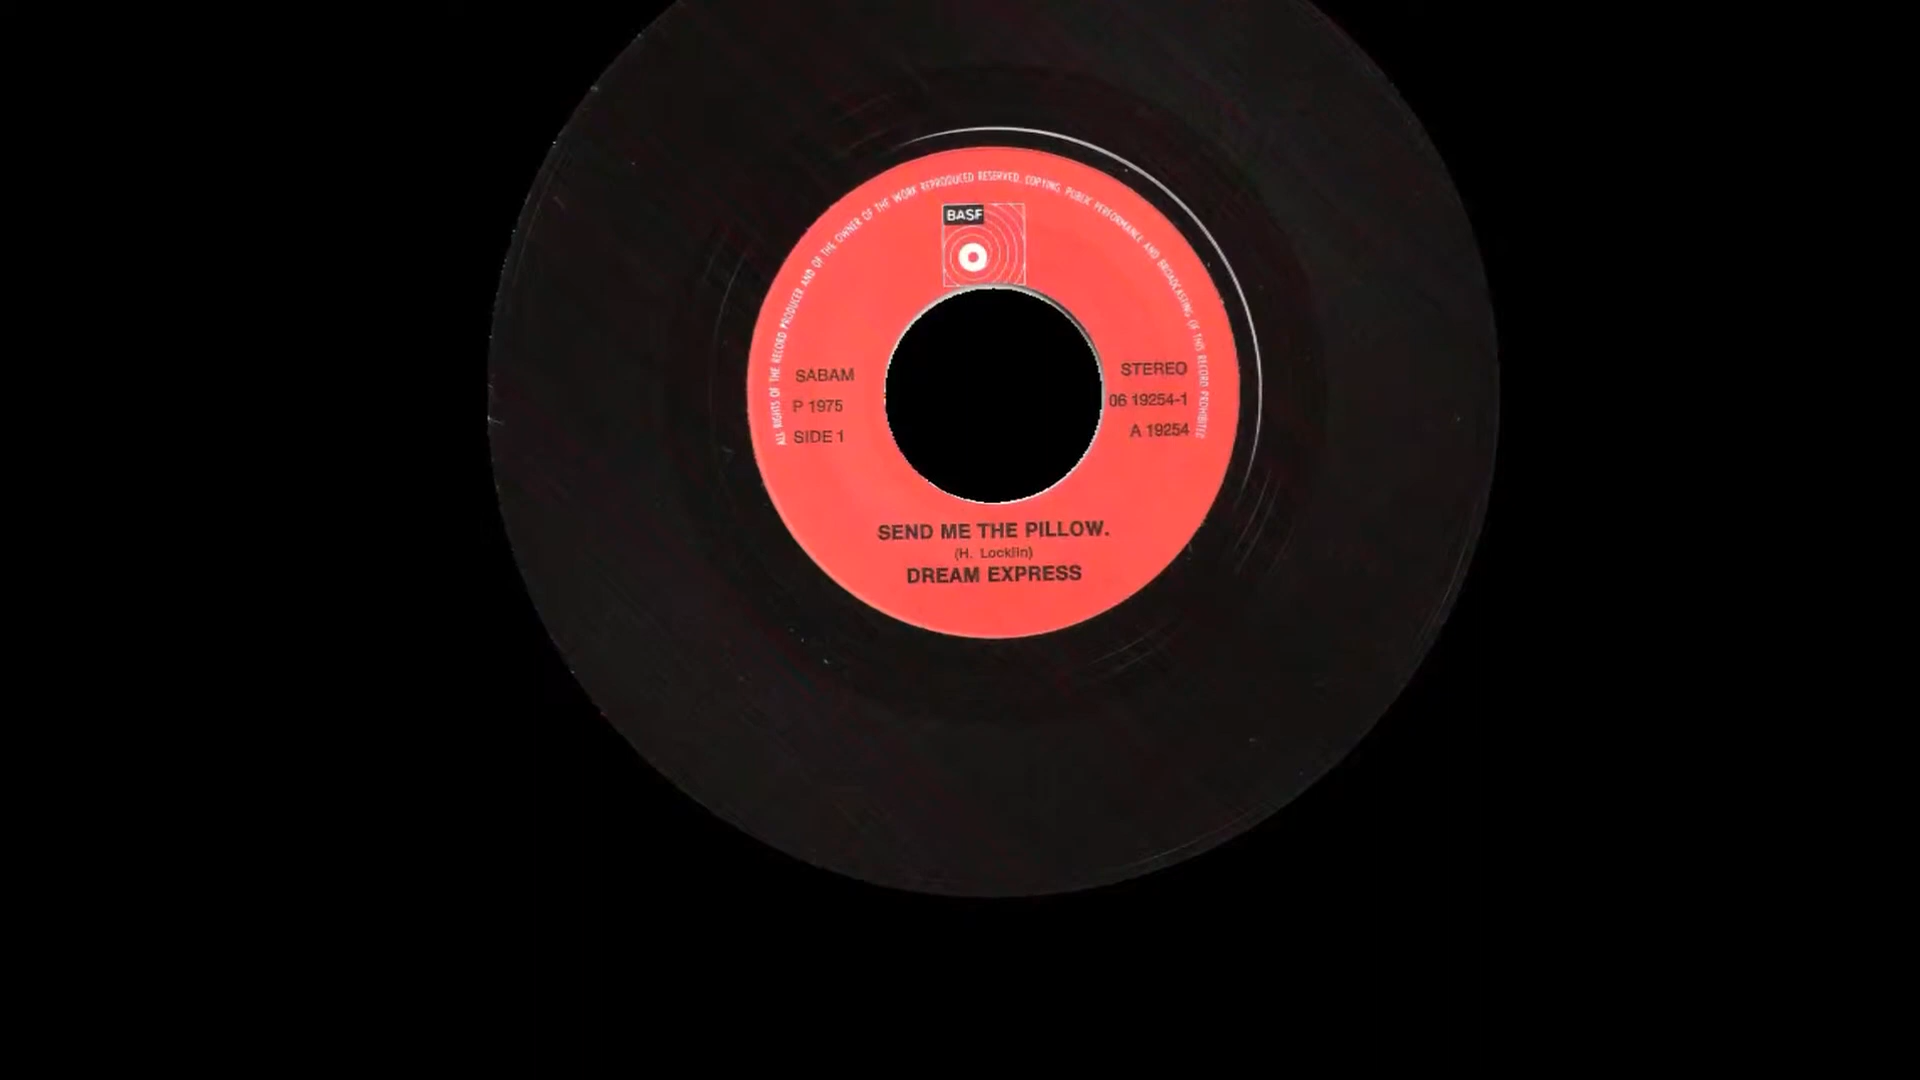 ALL RIGHTS OF THE RECORD PRODUCER AND OF THE OWNER OF THE WORK REPRODUCED RESERVED. COPYING, PUBLIC PERFORMANCE AND BROADCASTING OF THIS RECORD PROHIBITED
BASF
SABAM
P 1975
SIDE 1
STEREO
06 19254-1
A 19254
SEND ME THE PILLOW.
(H. Locklin)
DREAM EXPRESS